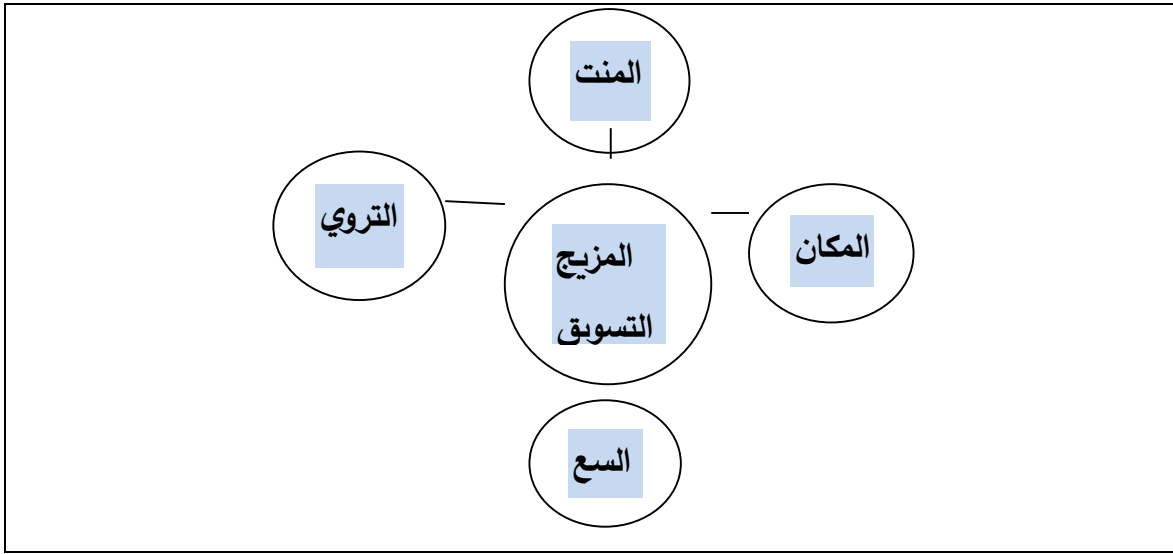 المنت
التروي
المكان
المزيج
التسويق
السع